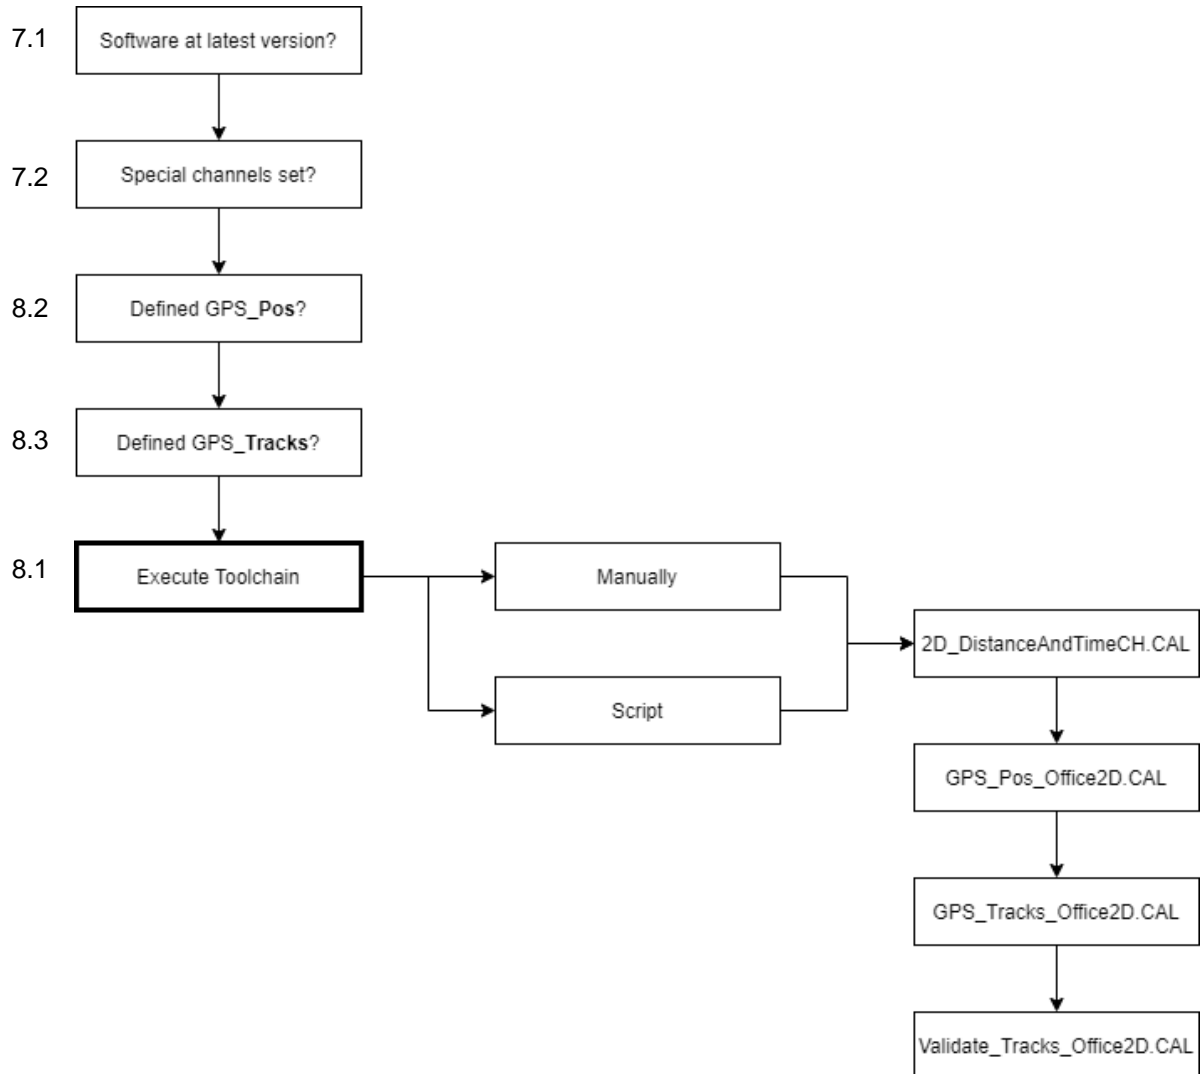 7.1
Software at latest version?
7.2
Special channels set?
8.2
Defined GPS_Pos?
8.3
Defined GPS_Tracks?
8.1
Execute Toolchain
Manually
Script
2D_DistanceAndTimeCH.CAL
GPS_Pos_Office2D.CAL
GPS_Tracks_Office2D.CAL
Validate_Tracks_Office2D.CAL